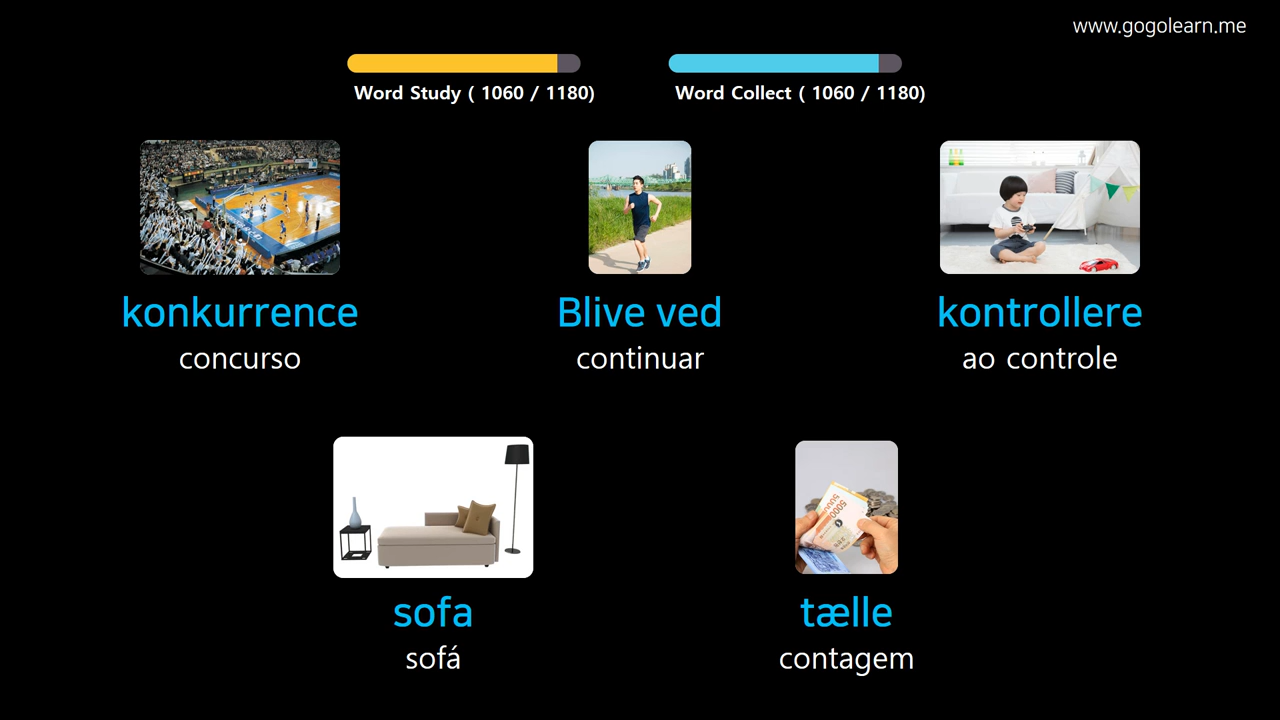 www.gogolearn.me
Word Study ( 1060 / 1180)
Word Collect ( 1060 / 1180)
konkurrence
concurso
Blive ved
continuar
kontrollere
ao controle
sofa
sofá
tælle
contagem